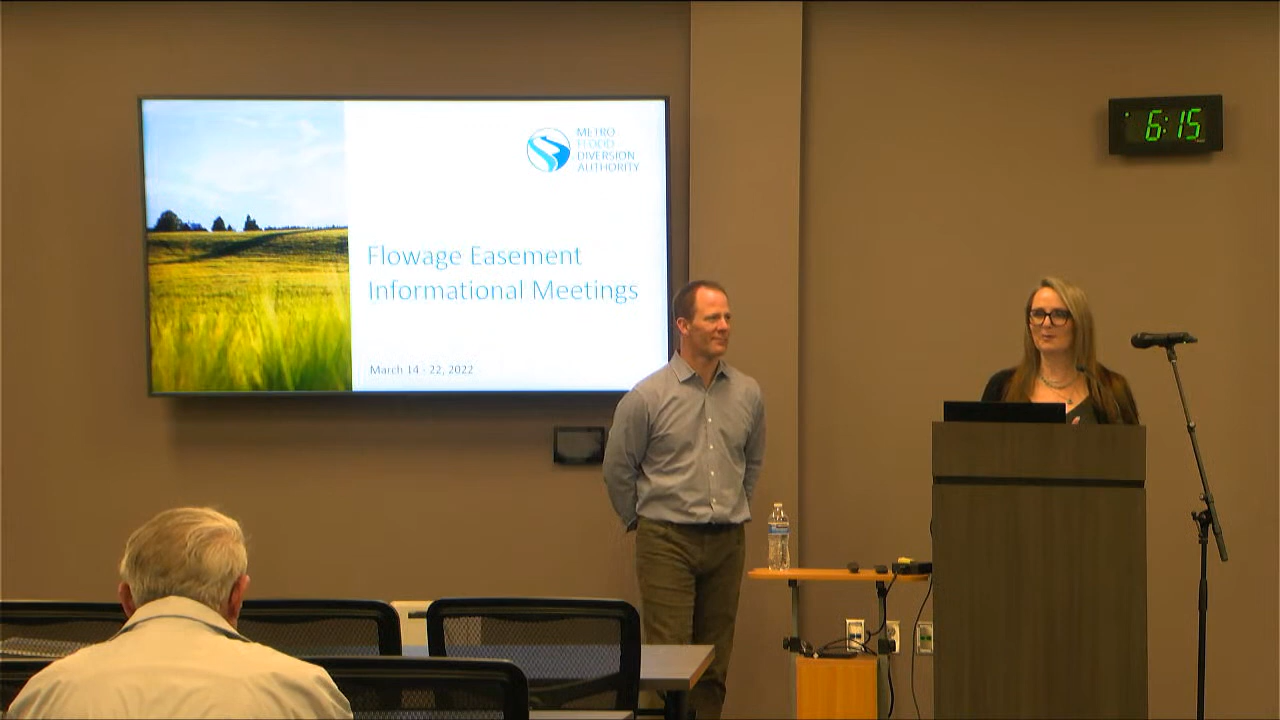 METRO
FLOOD
DIVERSION
AUTHORITY
Flowage Easement
Informational Meetings
March 14 - 22, 2022
6:15